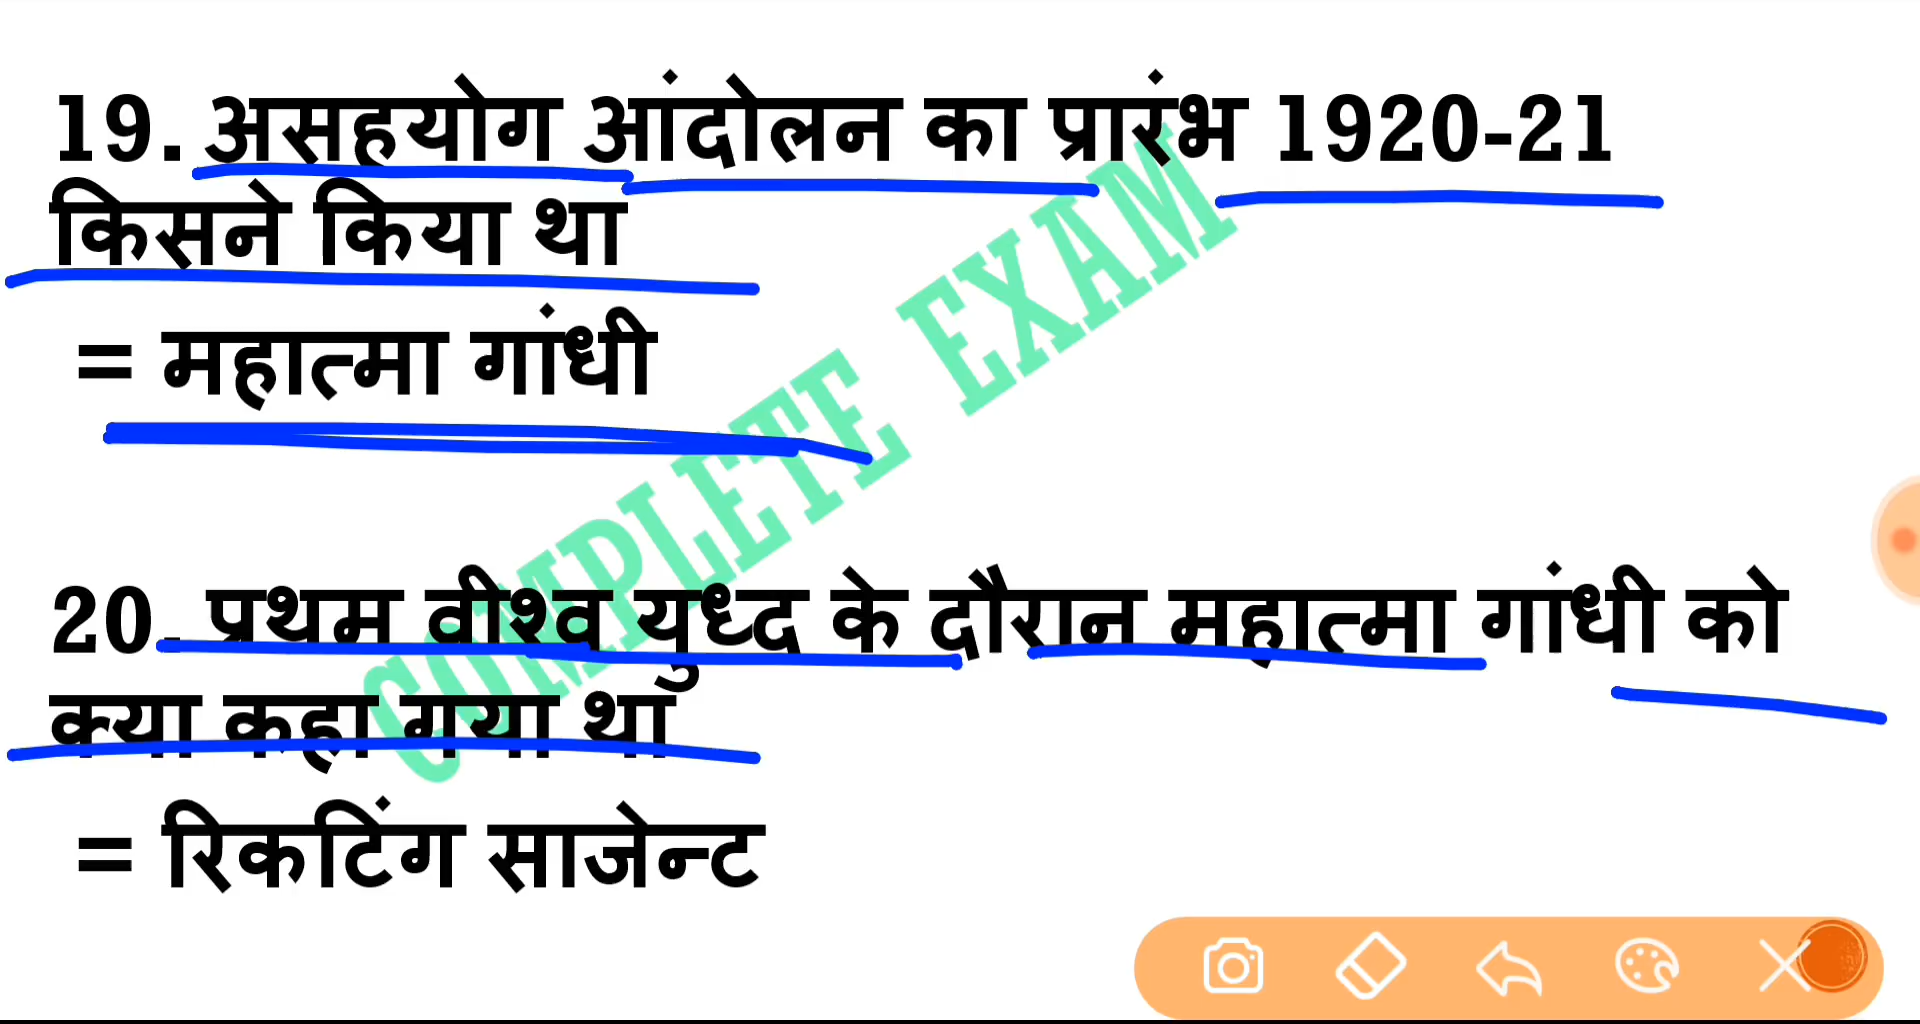 19. असहयोग आंदोलन का प्रारंभ 1920-21
किसने किया था
= महात्मा गांधी
COMPLETE EXAM
20. प्रथम वीश्व युध्द के दौरान महात्मा गांधी को
क्या कहा गया था
= रिकटिंग साजेन्ट